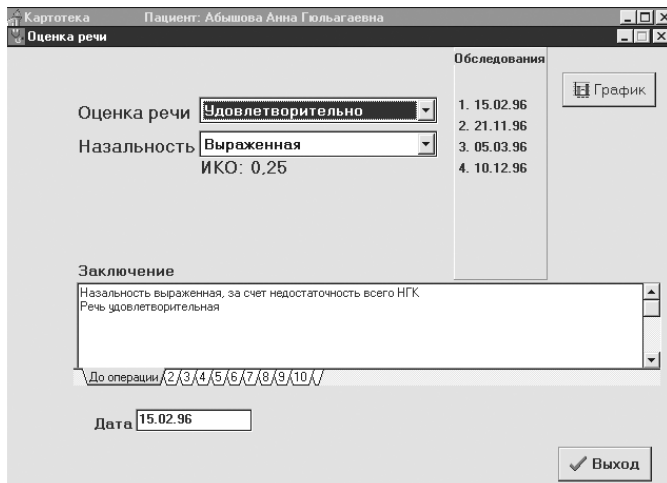 Картотека Пациент: Абышова Анна Гюльагаевна
Оценка речи
Обследования
График
Оценка речи Удовлетворительно
1. 15.02.96
2. 21.11.96
Назальность Выраженная
3. 05.03.96
ИКО: 0,25
4. 10.12.96
Заключение
Назальность выраженная, за счет недостаточность всего НГК
Речь удовлетворительная
До операции 2 3 4 5 6 7 8 9 10
Дата 15.02.96
Выход